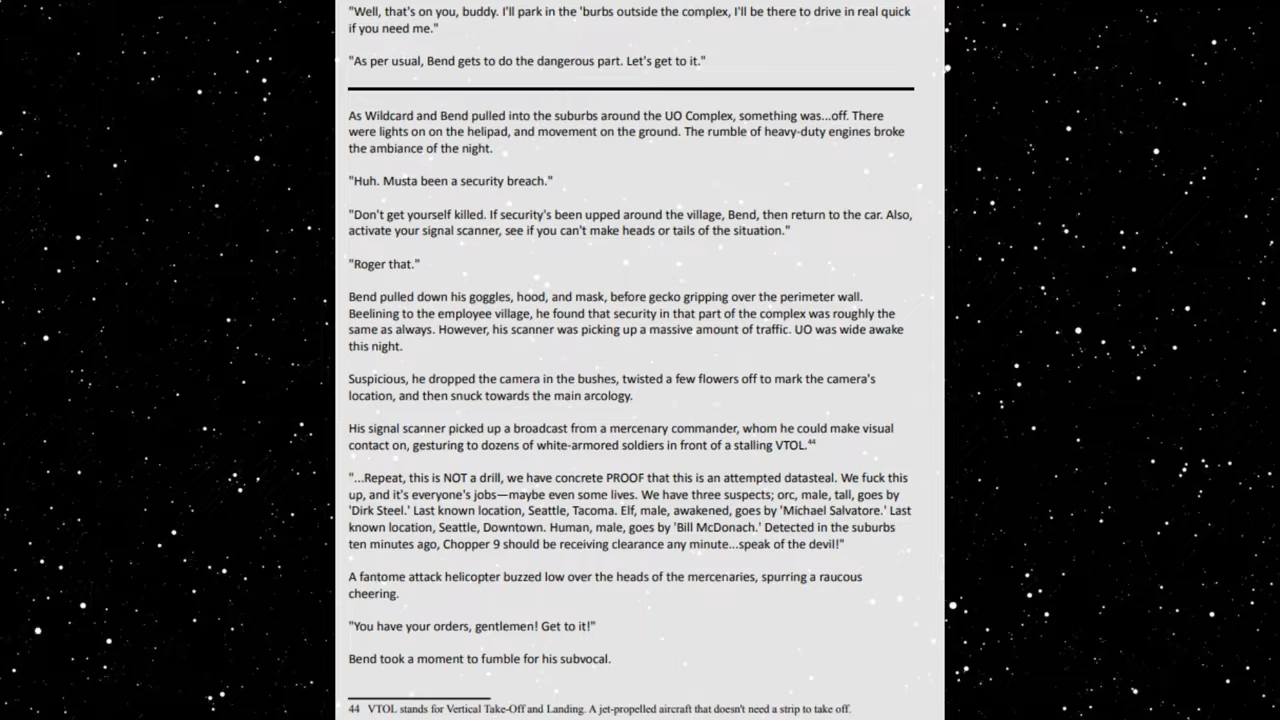 "Well, that's on you, buddy. I'll park in the 'burbs outside the complex, I'll be there to drive in real quick
if you need me."
"As per usual, Bend gets to do the dangerous part. Let's get to it."
As Wildcard and Bend pulled into the suburbs around the UO Complex, something was...off. There
were lights on on the helipad, and movement on the ground. The rumble of heavy-duty engines broke
the ambiance of the night.
"Huh. Musta been a security breach."
"Don't get yourself killed. If security's been upped around the village, Bend, then return to the car. Also,
activate your signal scanner, see if you can't make heads or tails of the situation."
"Roger that."
Bend pulled down his goggles, hood, and mask, before gecko gripping over the perimeter wall.
Beelining to the employee village, he found that security in that part of the complex was roughly the
same as always. However, his scanner was picking up a massive amount of traffic. UO was wide awake
this night.
Suspicious, he dropped the camera in the bushes, twisted a few flowers off to mark the camera's
location, and then snuck towards the main arcology.
His signal scanner picked up a broadcast from a mercenary commander, whom he could make visual
contact on, gesturing to dozens of white-armored soldiers in front of a stalling VTOL.44
"...Repeat, this is NOT a drill, we have concrete PROOF that this is an attempted datasteal. We fuck this
up, and it's everyone's jobs—maybe even some lives. We have three suspects; orc, male, tall, goes by
'Dirk Steel.' Last known location, Seattle, Tacoma. Elf, male, awakened, goes by 'Michael Salvatore.' Last
known location, Seattle, Downtown. Human, male, goes by 'Bill McDonach.' Detected in the suburbs
ten minutes ago, Chopper 9 should be receiving clearance any minute...speak of the devil!"
A fantome attack helicopter buzzed low over the heads of the mercenaries, spurring a raucous
cheering.
"You have your orders, gentlemen! Get to it!"
Bend took a moment to fumble for his subvocal.
44 VTOL stands for Vertical Take-Off and Landing. A jet-propelled aircraft that doesn't need a strip to take off.